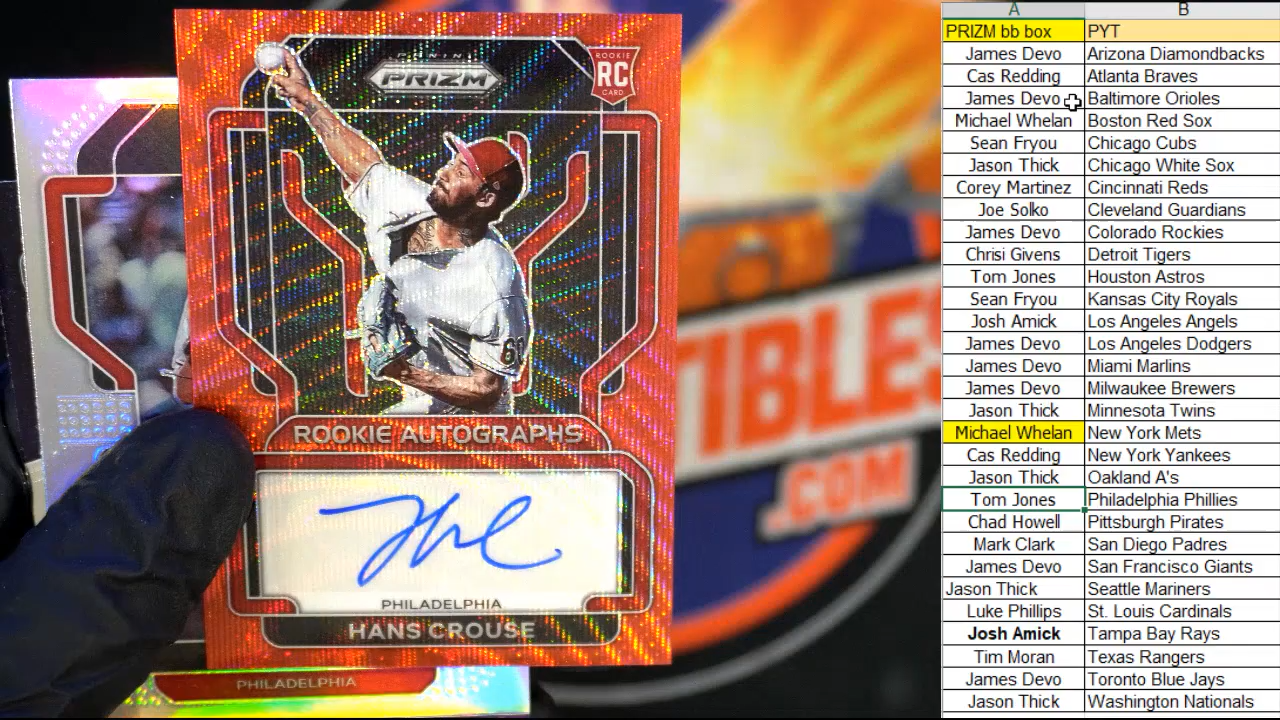 PANINI
PRIZM
ROOKIE
RC
CARD
60
ROOKIE AUTOGRAPHS
PHILADELPHIA
HANS CROUSE
PHILADELPHIA
TIBLES
.COM
A B
PRIZM bb box PYT
James Devo Arizona Diamondbacks
Cas Redding Atlanta Braves
James Devo Baltimore Orioles
Michael Whelan Boston Red Sox
Sean Fryou Chicago Cubs
Jason Thick Chicago White Sox
Corey Martinez Cincinnati Reds
Joe Solko Cleveland Guardians
James Devo Colorado Rockies
Chrisi Givens Detroit Tigers
Tom Jones Houston Astros
Sean Fryou Kansas City Royals
Josh Amick Los Angeles Angels
James Devo Los Angeles Dodgers
James Devo Miami Marlins
James Devo Milwaukee Brewers
Jason Thick Minnesota Twins
Michael Whelan New York Mets
Cas Redding New York Yankees
Jason Thick Oakland A's
Tom Jones Philadelphia Phillies
Chad Howell Pittsburgh Pirates
Mark Clark San Diego Padres
James Devo San Francisco Giants
Jason Thick Seattle Mariners
Luke Phillips St. Louis Cardinals
Josh Amick Tampa Bay Rays
Tim Moran Texas Rangers
James Devo Toronto Blue Jays
Jason Thick Washington Nationals